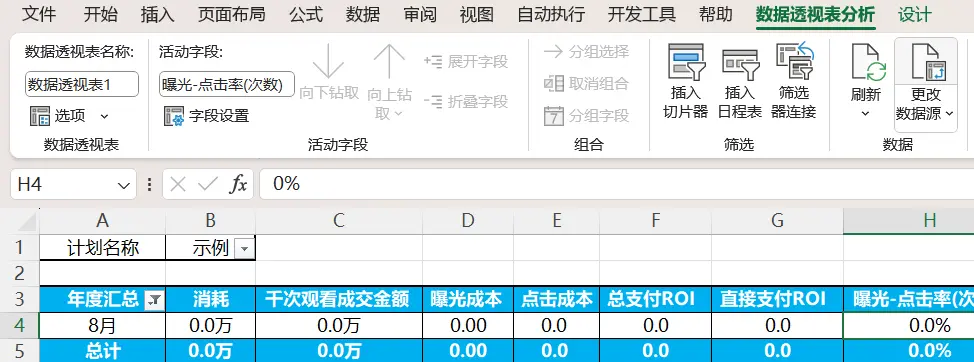 文件 开始 插入 页面布局 公式 数据 审阅 视图 自动执行 开发工具 帮助 数据透视表分析 设计
数据透视表名称: 活动字段:
数据透视表1 曝光-点击率(次数) 向下钻取 向上钻取 展开字段 折叠字段
选项 字段设置
分组选择
取消组合
7 分组字段
插入切片器 插入日程表 筛选器连接
刷新 更改数据源
数据透视表 活动字段 组合 筛选 数据
H4 fx 0%
A B C D E F G H
1 计划名称 示例
2
3 年度汇总 消耗 千次观看成交金额 曝光成本 点击成本 总支付ROI 直接支付ROI 曝光-点击率(次
4 8月 0.0万 0.0万 0.00 0.0 0.0 0.0 0.0%
5 总计 0.0万 0.0万 0.00 0.0 0.0 0.0 0.0%